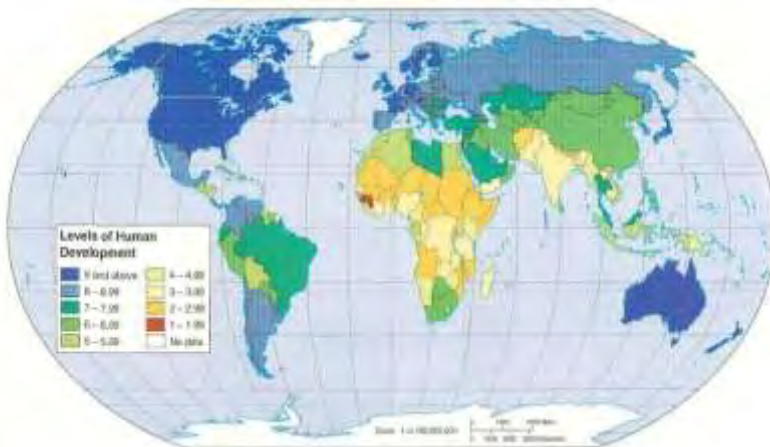 Levels of Human
Development
9 and above
8 – 8.99
7 – 7.99
6 – 6.99
5 – 5.99
4 – 4.99
3 – 3.99
2 – 2.99
1 – 1.99
No data
Scale